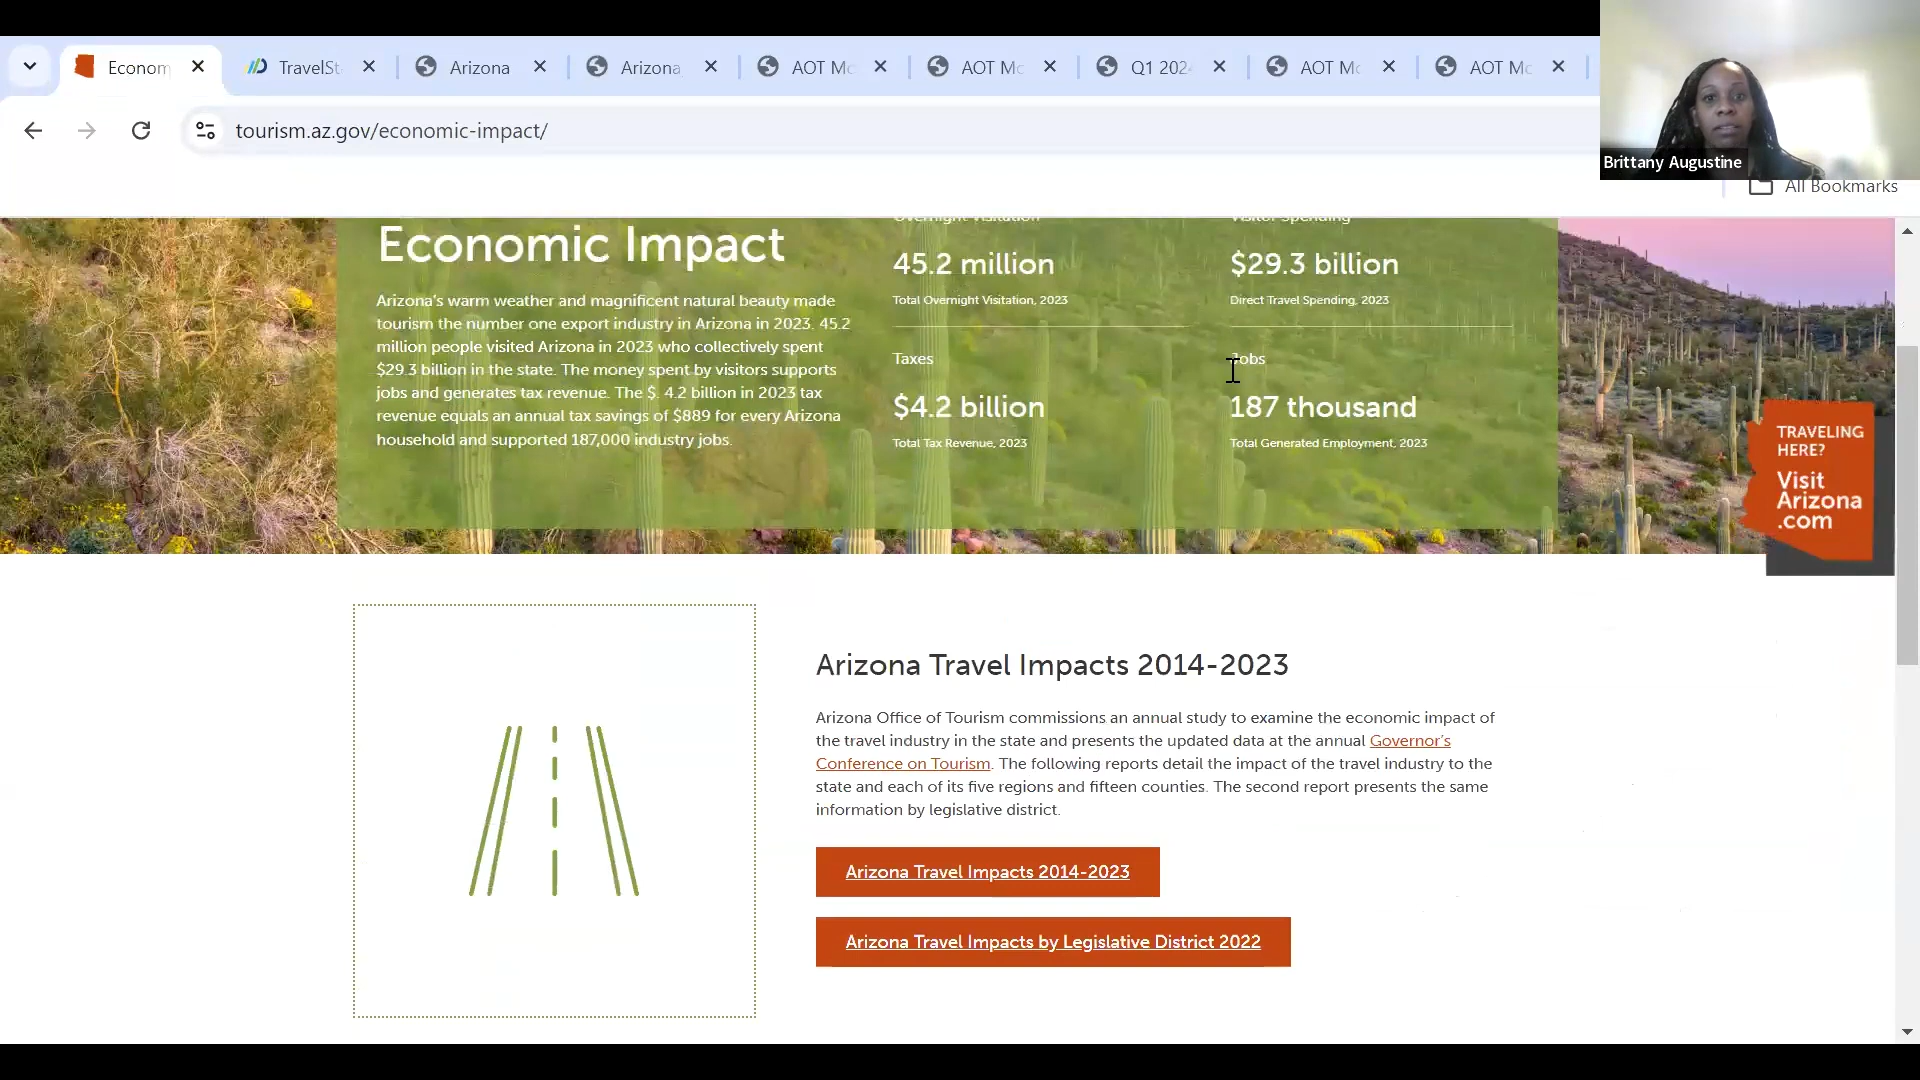 Econom
TravelSt
Arizona
Arizona
AOT Mo
AOT Mo
Q1 202
AOT Mo
AOT Mo
tourism.az.gov/economic-impact/
Brittany Augustine
All Bookmarks
Overnight Visitation
Visitor Spending
Economic Impact
45.2 million
$29.3 billion
Total Overnight Visitation, 2023
Direct Travel Spending, 2023
Arizona's warm weather and magnificent natural beauty made
tourism the number one export industry in Arizona in 2023. 45.2
million people visited Arizona in 2023 who collectively spent
$29.3 billion in the state. The money spent by visitors supports
jobs and generates tax revenue. The $. 4.2 billion in 2023 tax
revenue equals an annual tax savings of $889 for every Arizona
household and supported 187,000 industry jobs.
Taxes
Jobs
$4.2 billion
187 thousand
Total Tax Revenue, 2023
Total Generated Employment, 2023
TRAVELING
HERE?
Visit
Arizona
.com
Arizona Travel Impacts 2014-2023
Arizona Office of Tourism commissions an annual study to examine the economic impact of
the travel industry in the state and presents the updated data at the annual Governor's
Conference on Tourism. The following reports detail the impact of the travel industry to the
state and each of its five regions and fifteen counties. The second report presents the same
information by legislative district.
Arizona Travel Impacts 2014-2023
Arizona Travel Impacts by Legislative District 2022